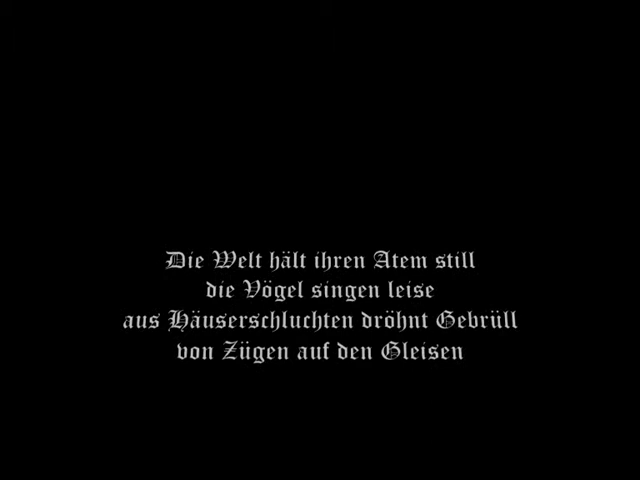 Die Welt hält ihren Atem still
die Vögel singen leise
aus Häuserschluchten dröhnt Gebrüll
von Zügen auf den Gleisen